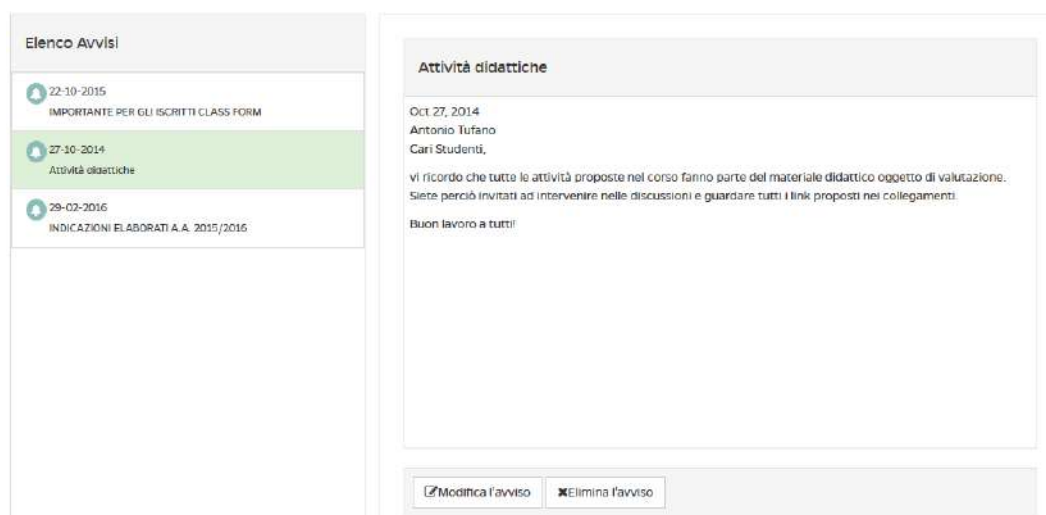 Elenco Avvisi
22-10-2015
IMPORTANTE PER GLI ISCRITTI CLASS FORM
27-10-2014
Attività didattiche
29-02-2016
INDICAZIONI ELABORATI A.A. 2015/2016
Attività didattiche
Oct 27, 2014
Antonio Tufano
Cari Studenti,
vi ricordo che tutte le attività proposte nel corso fanno parte del materiale didattico oggetto di valutazione.
Siete perciò invitati ad intervenire nelle discussioni e guardare tutti i link proposti nei collegamenti.
Buon lavoro a tutti!
Modifica l'avviso
Elimina l'avviso